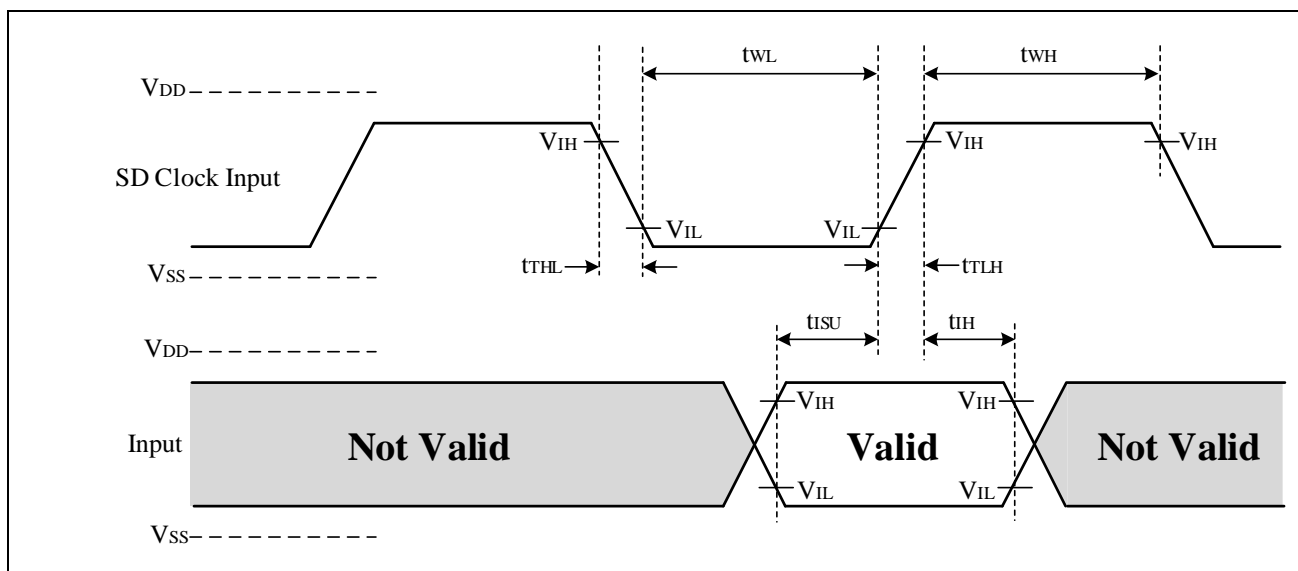 tWL
tWH
VDD
VIH
VIH
VIH
SD Clock Input
VIL
VIL
VSS
tTHL
tTLH
tISU
tIH
VDD
VIH
VIH
Input
Not Valid
Valid
Not Valid
VIL
VIL
VSS